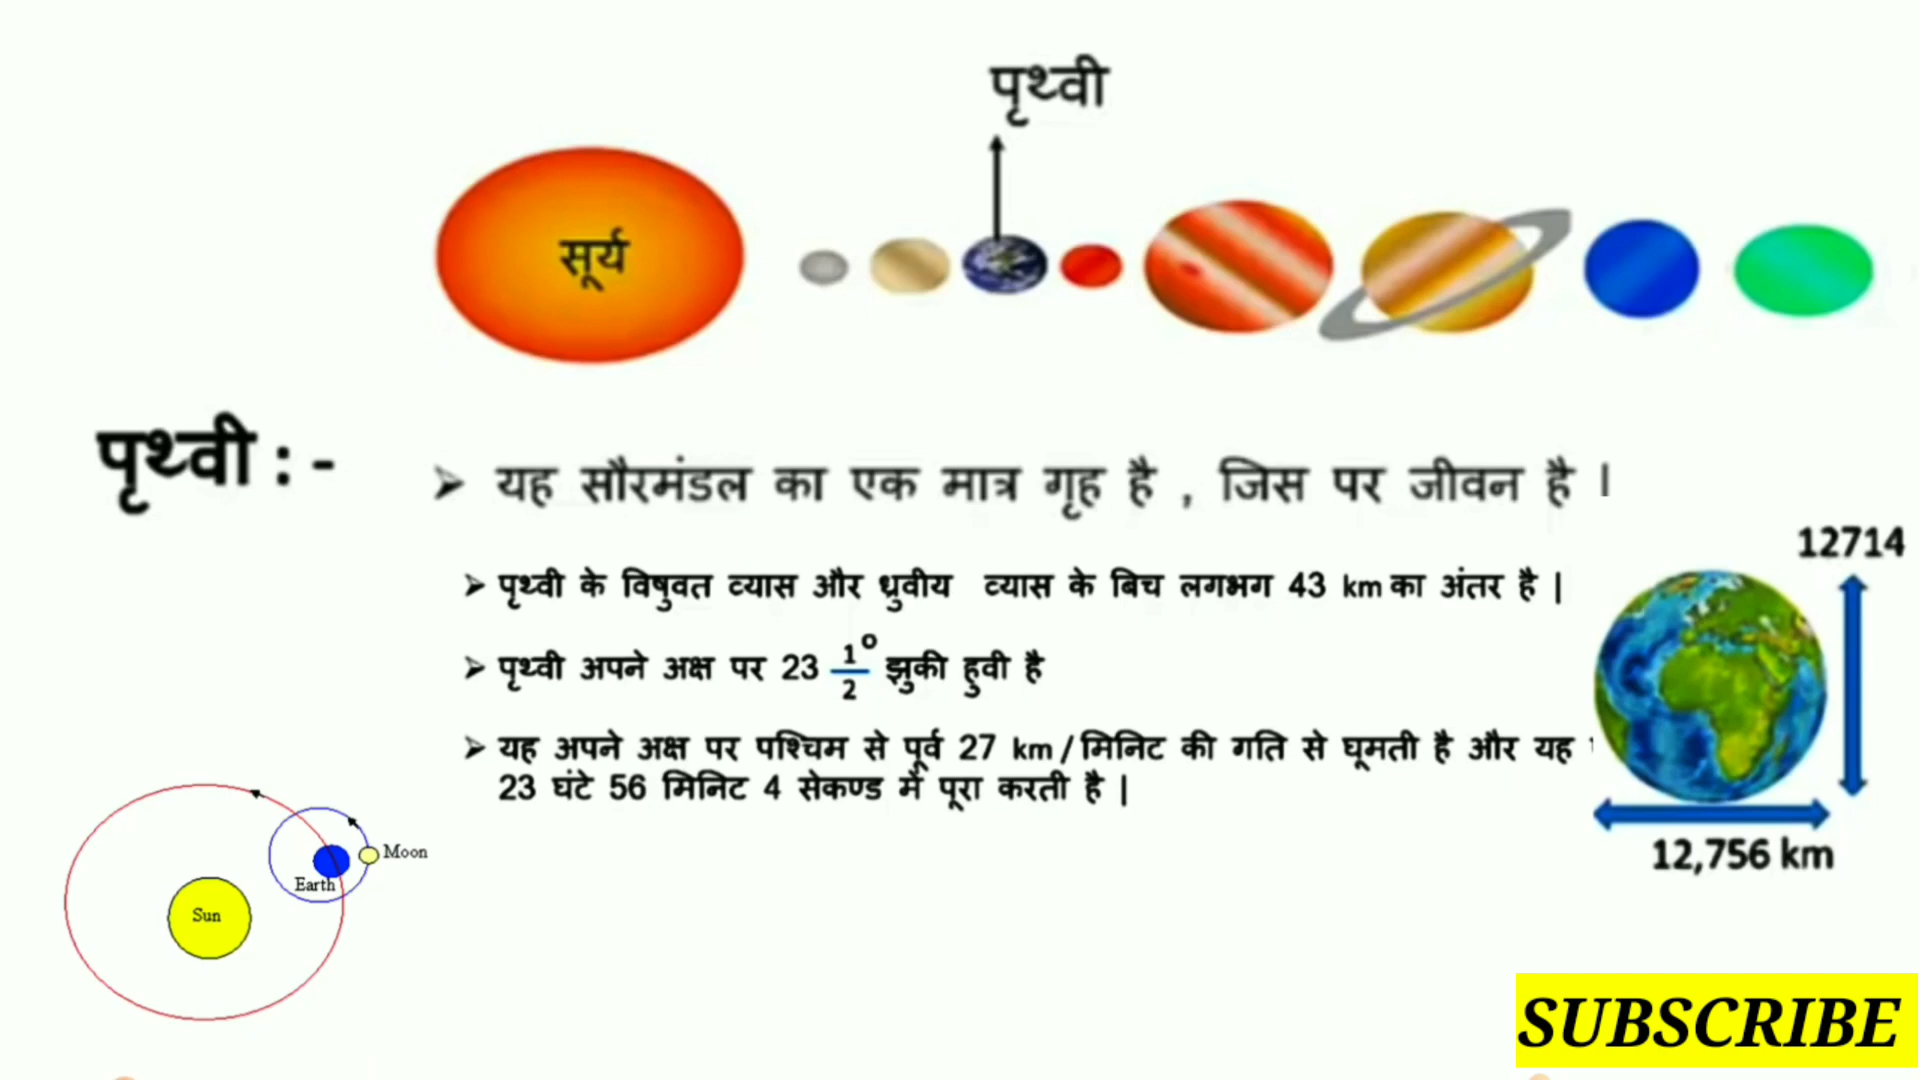 पृथ्वी
सूर्य
पृथ्वी : -
➢ यह सौरमंडल का एक मात्र गृह है , जिस पर जीवन है ।
12714
➢ पृथ्वी के विषुवत व्यास और ध्रुवीय व्यास के बिच लगभग 43 km का अंतर है |
➢ पृथ्वी अपने अक्ष पर 23 1/2° झुकी हुवी है
➢ यह अपने अक्ष पर पश्चिम से पूर्व 27 km / मिनिट की गति से घूमती है और यह
23 घंटे 56 मिनिट 4 सेकण्ड में पूरा करती है |
12,756 km
Moon
Earth
Sun
SUBSCRIBE